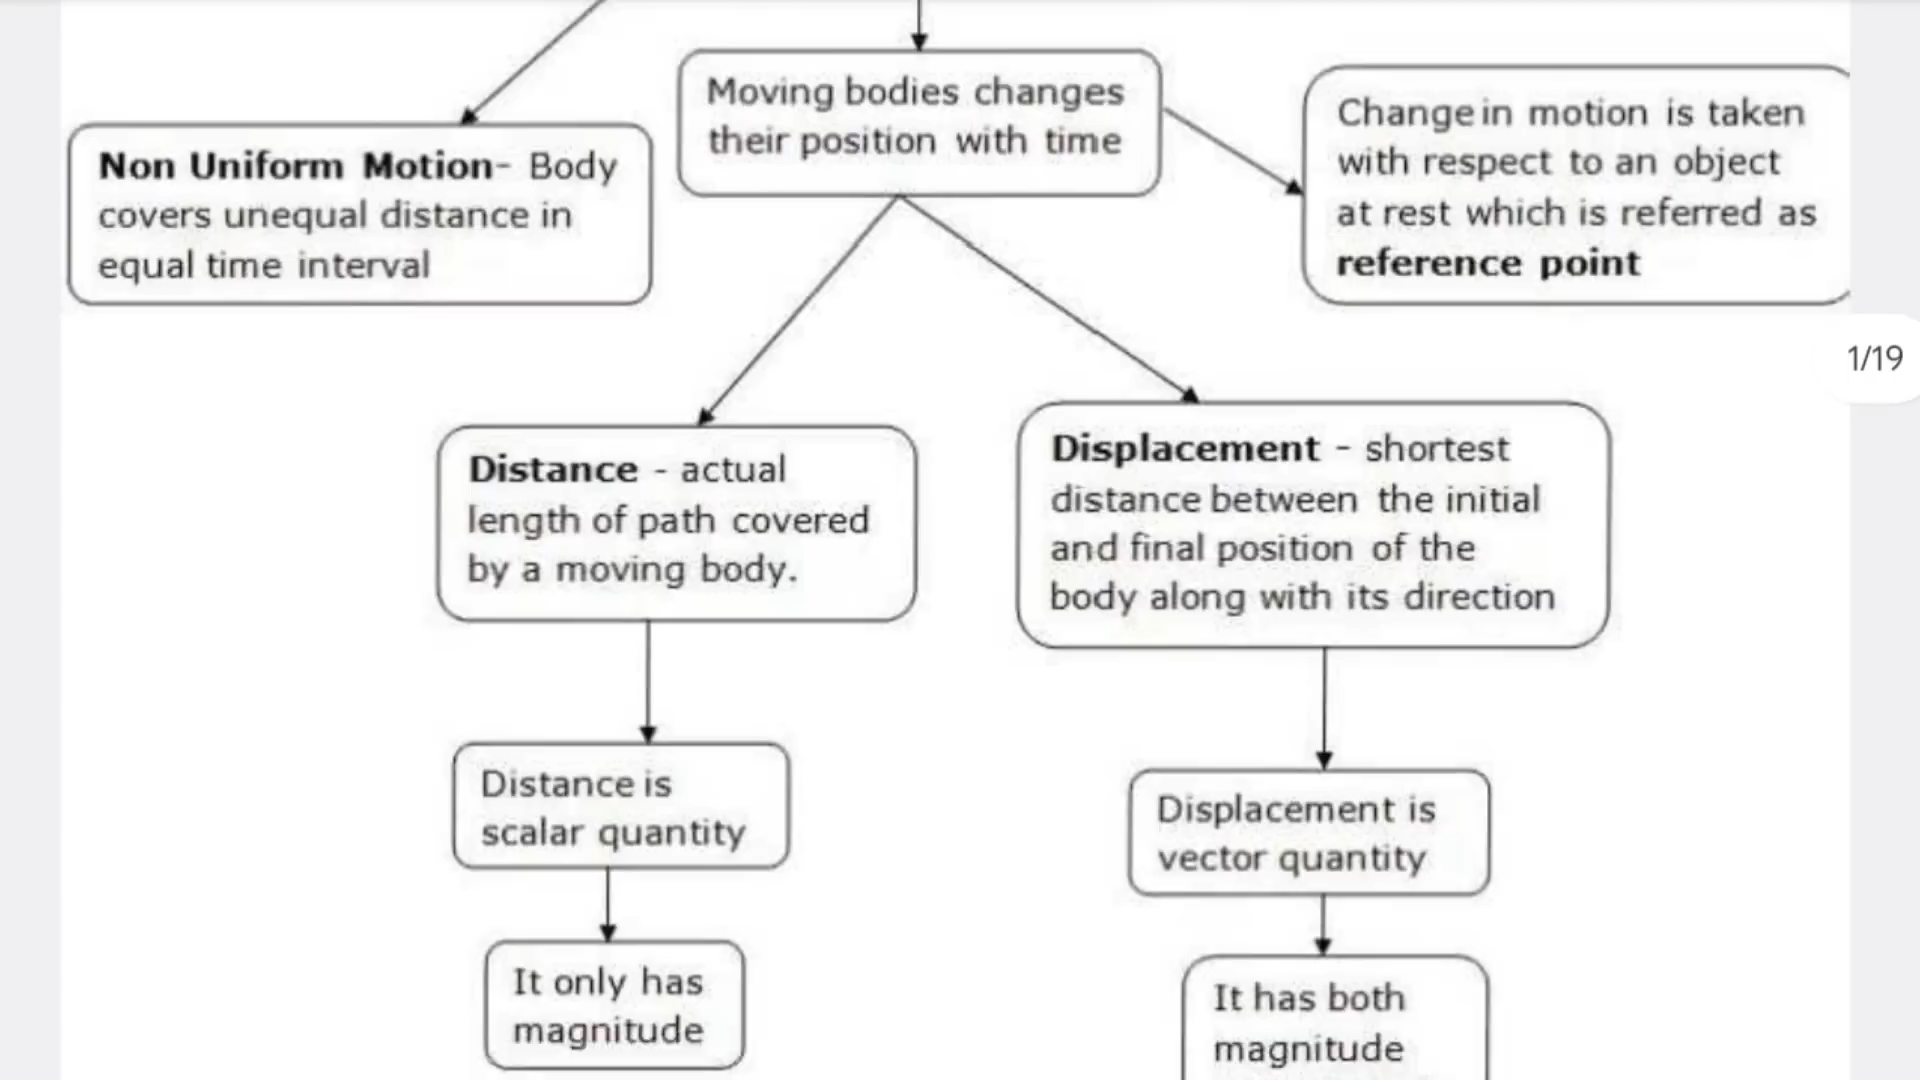 Moving bodies changes
their position with time
Change in motion is taken
with respect to an object
at rest which is referred as
reference point
Non Uniform Motion- Body
covers unequal distance in
equal time interval
1/19
Distance - actual
length of path covered
by a moving body.
Displacement - shortest
distance between the initial
and final position of the
body along with its direction
Distance is
scalar quantity
Displacement is
vector quantity
It only has
magnitude
It has both
magnitude